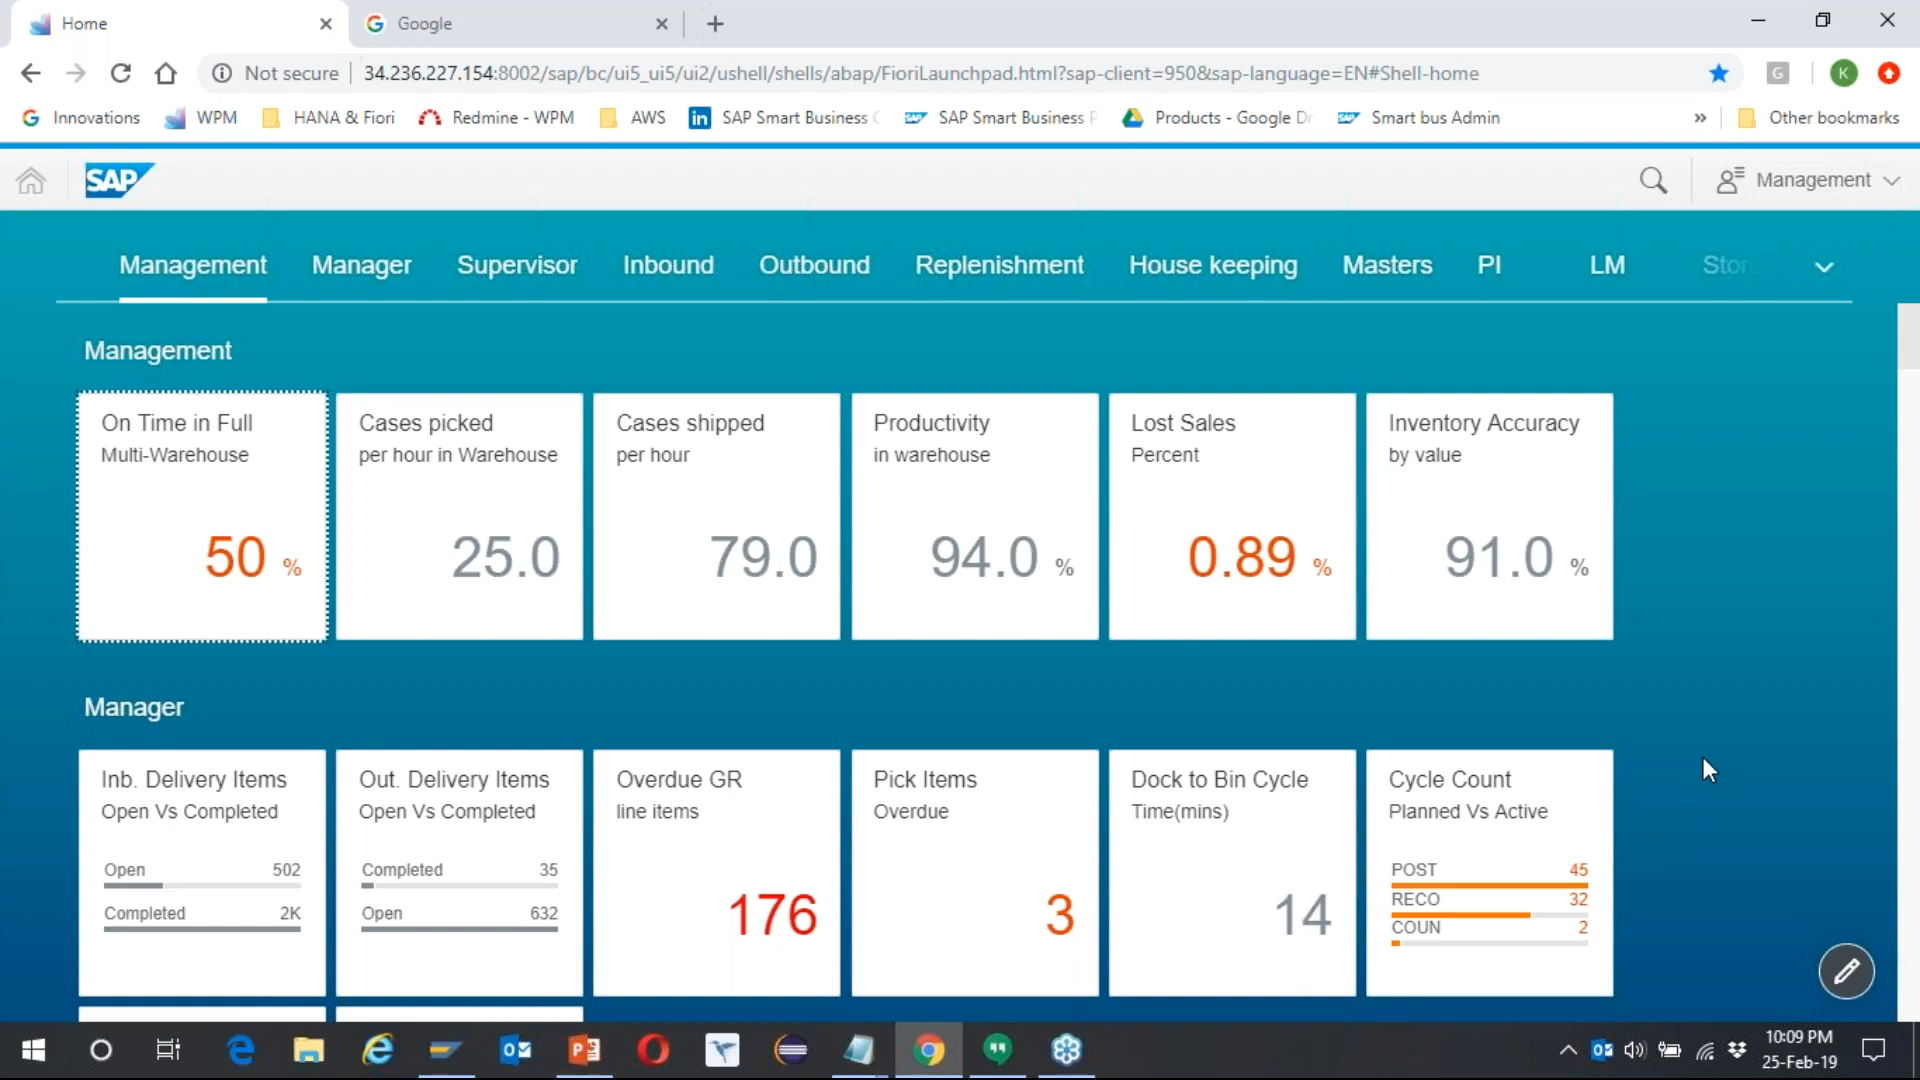 Home
Google
Not secure
34.236.227.154:8002/sap/bc/ui5_ui5/ui2/ushell/shells/abap/FioriLaunchpad.html?sap-client=950&sap-language=EN#Shell-home
G
K
Innovations
WPM
HANA & Fiori
Redmine - WPM
AWS
in
SAP Smart Business
SAP Smart Business
Products - Google Dr
Smart bus Admin
»
Other bookmarks
SAP
Management
Management
Manager
Supervisor
Inbound
Outbound
Replenishment
House keeping
Masters
PI
LM
Management
On Time in Full
Multi-Warehouse
50 %
Cases picked
per hour in Warehouse
25.0
Cases shipped
per hour
79.0
Productivity
in warehouse
94.0 %
Lost Sales
Percent
0.89 %
Inventory Accuracy
by value
91.0 %
Manager
Inb. Delivery Items
Open Vs Completed
Open 502
Completed 2K
Out. Delivery Items
Open Vs Completed
Completed 35
Open 632
Overdue GR
line items
176
Pick Items
Overdue
3
Dock to Bin Cycle
Time(mins)
14
Cycle Count
Planned Vs Active
POST 45
RECO 32
COUN 2
10:09 PM
25-Feb-19